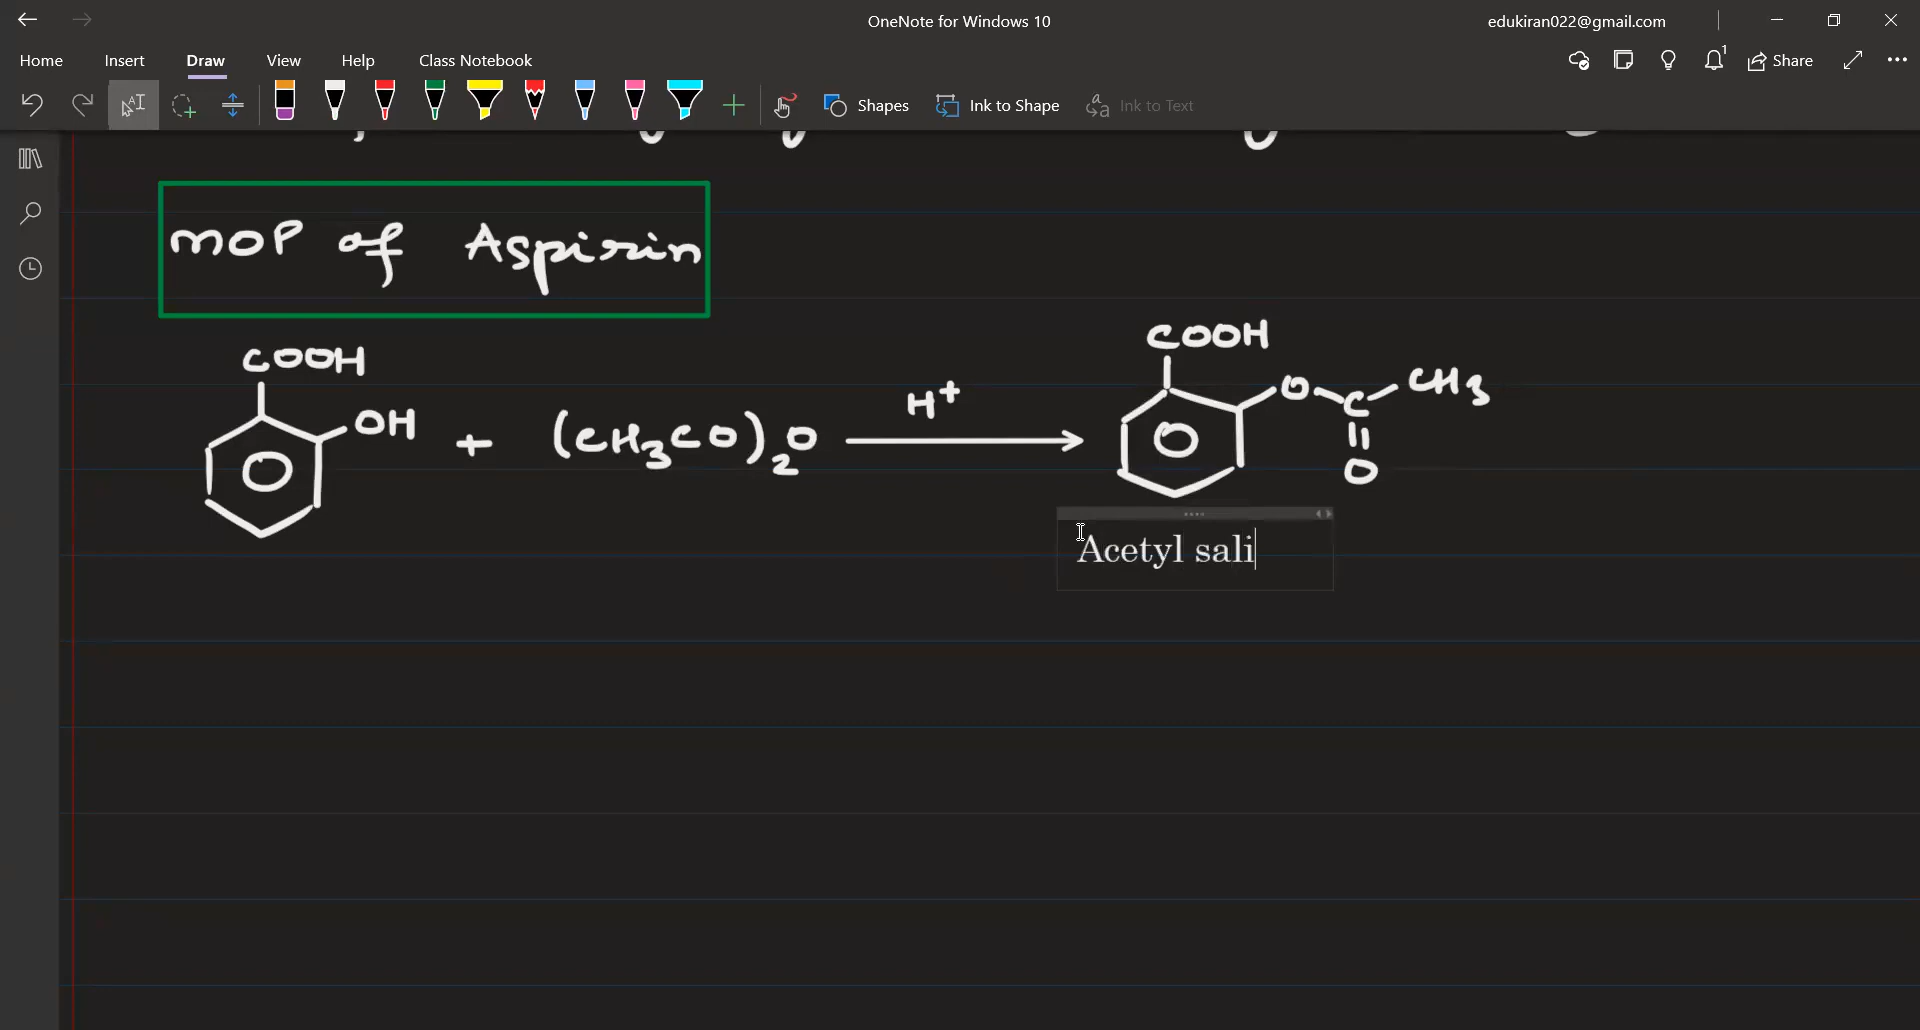 OneNote for Windows 10
edukiran022@gmail.com
Home Insert Draw View Help Class Notebook
1
Share
Shapes
Ink to Shape
Ink to Text
MOP of Aspirin
COOH
OH
+ (CH3CO)2O
H+
COOH
O C CH3
O
Acetyl sali